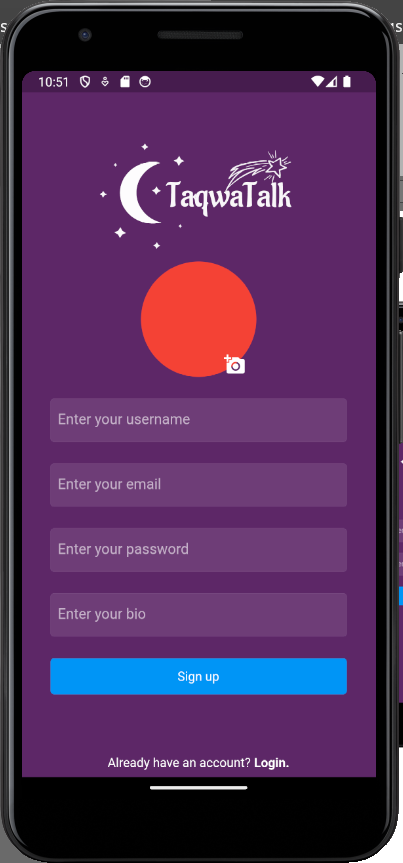 10:51
TaqwaTalk
Enter your username
Enter your email
Enter your password
Enter your bio
Sign up
Already have an account? Login.